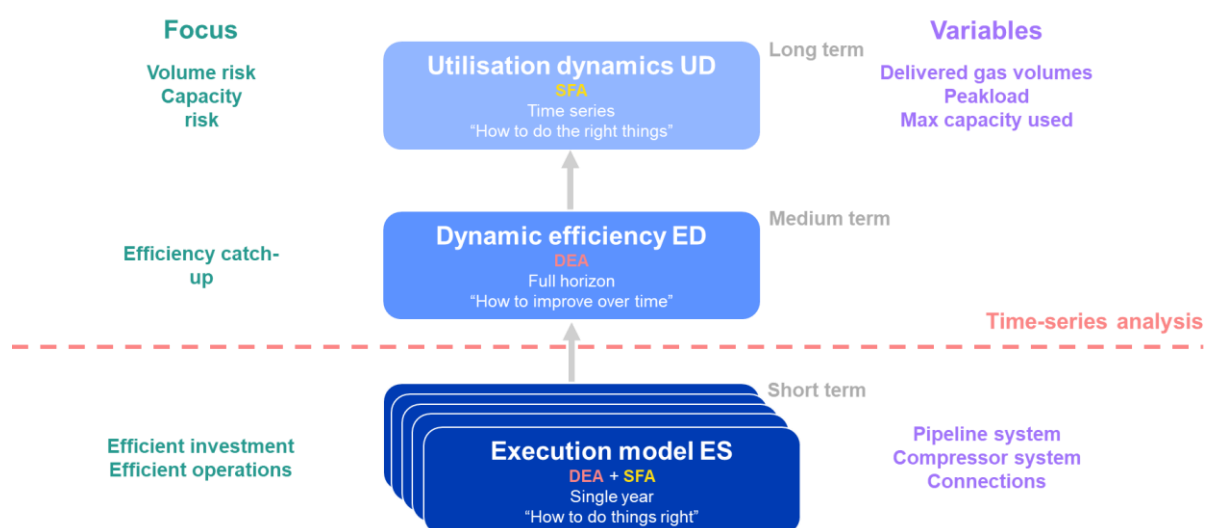 Focus
Variables
Utilisation dynamics UD
Long term
Volume risk
Capacity
risk
SFA
Time series
“How to do the right things”
Delivered gas volumes
Peakload
Max capacity used
Medium term
Dynamic efficiency ED
Efficiency catch-
up
DEA
Full horizon
“How to improve over time”
Time-series analysis
Short term
Efficient investment
Efficient operations
Execution model ES
DEA + SFA
Single year
“How to do things right”
Pipeline system
Compressor system
Connections